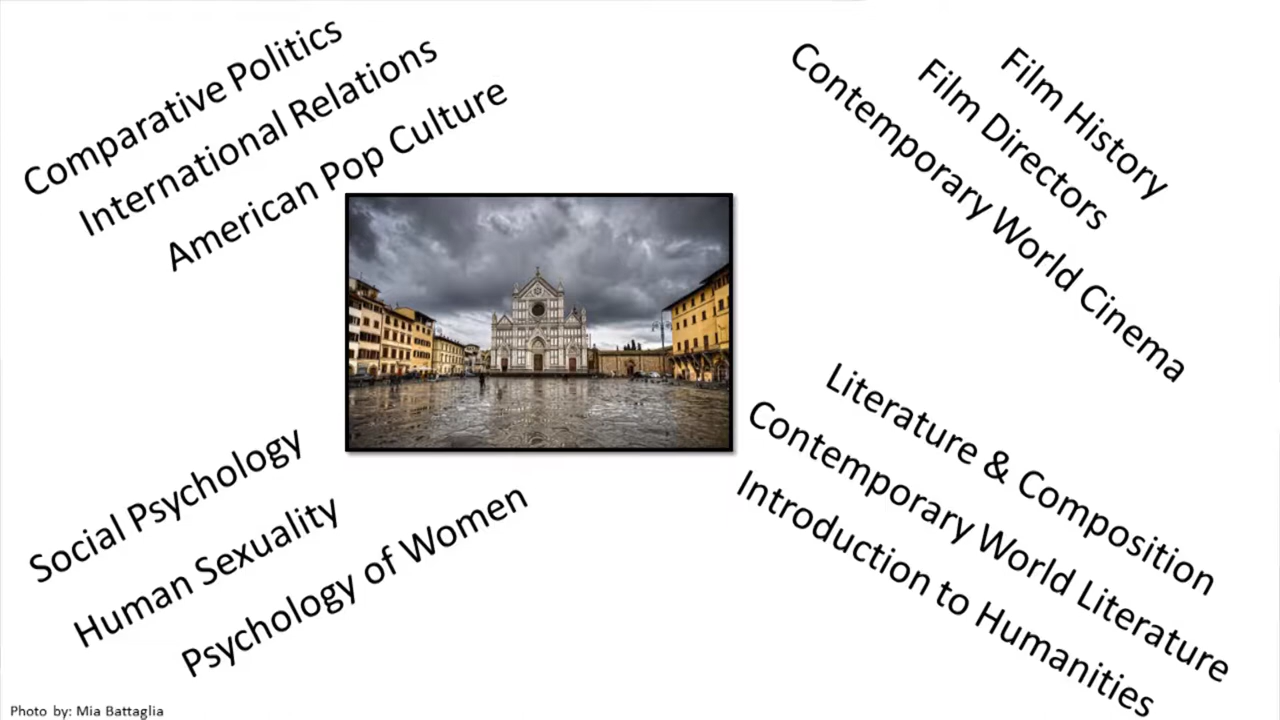 Comparative Politics
International Relations
American Pop Culture
Film History
Film Directors
Contemporary World Cinema
Social Psychology
Human Sexuality
Psychology of Women
Literature & Composition
Contemporary World Literature
Introduction to Humanities
Photo by: Mia Battaglia